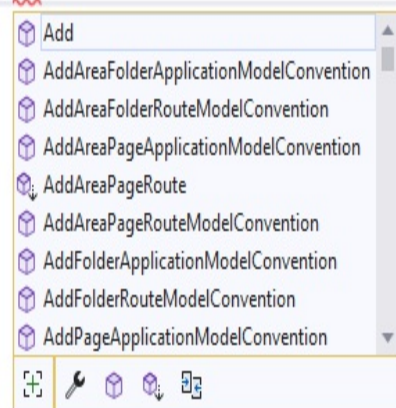 Add
AddAreaFolderApplicationModelConvention
AddAreaFolderRouteModelConvention
AddAreaPageApplicationModelConvention
AddAreaPageRoute
AddAreaPageRouteModelConvention
AddFolderApplicationModelConvention
AddFolderRouteModelConvention
AddPageApplicationModelConvention